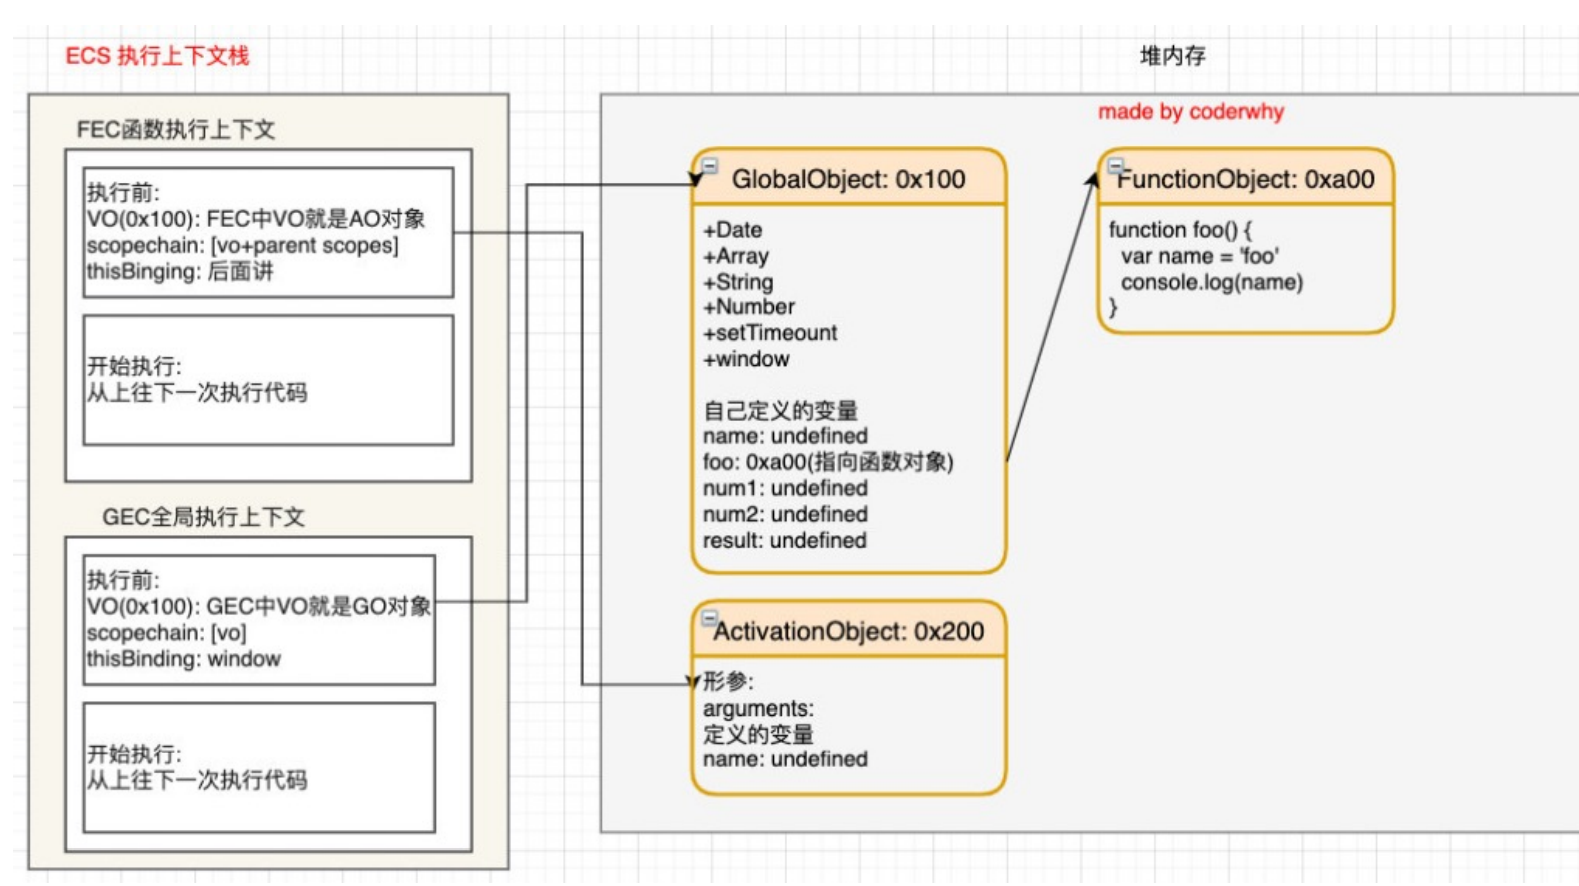 ECS 执行上下文栈
FEC函数执行上下文
执行前:
VO(0x100): FEC中VO就是AO对象
scopechain: [vo+parent scopes]
thisBinging: 后面讲
开始执行:
从上往下一次执行代码
GEC全局执行上下文
执行前:
VO(0x100): GEC中VO就是GO对象
scopechain: [vo]
thisBinding: window
开始执行:
从上往下一次执行代码
堆内存
made by coderwhy
GlobalObject: 0x100
+Date
+Array
+String
+Number
+setTimeount
+window
自己定义的变量
name: undefined
foo: 0xa00(指向函数对象)
num1: undefined
num2: undefined
result: undefined
FunctionObject: 0xa00
function foo() {
var name = 'foo'
console.log(name)
}
ActivationObject: 0x200
形参:
arguments:
定义的变量
name: undefined